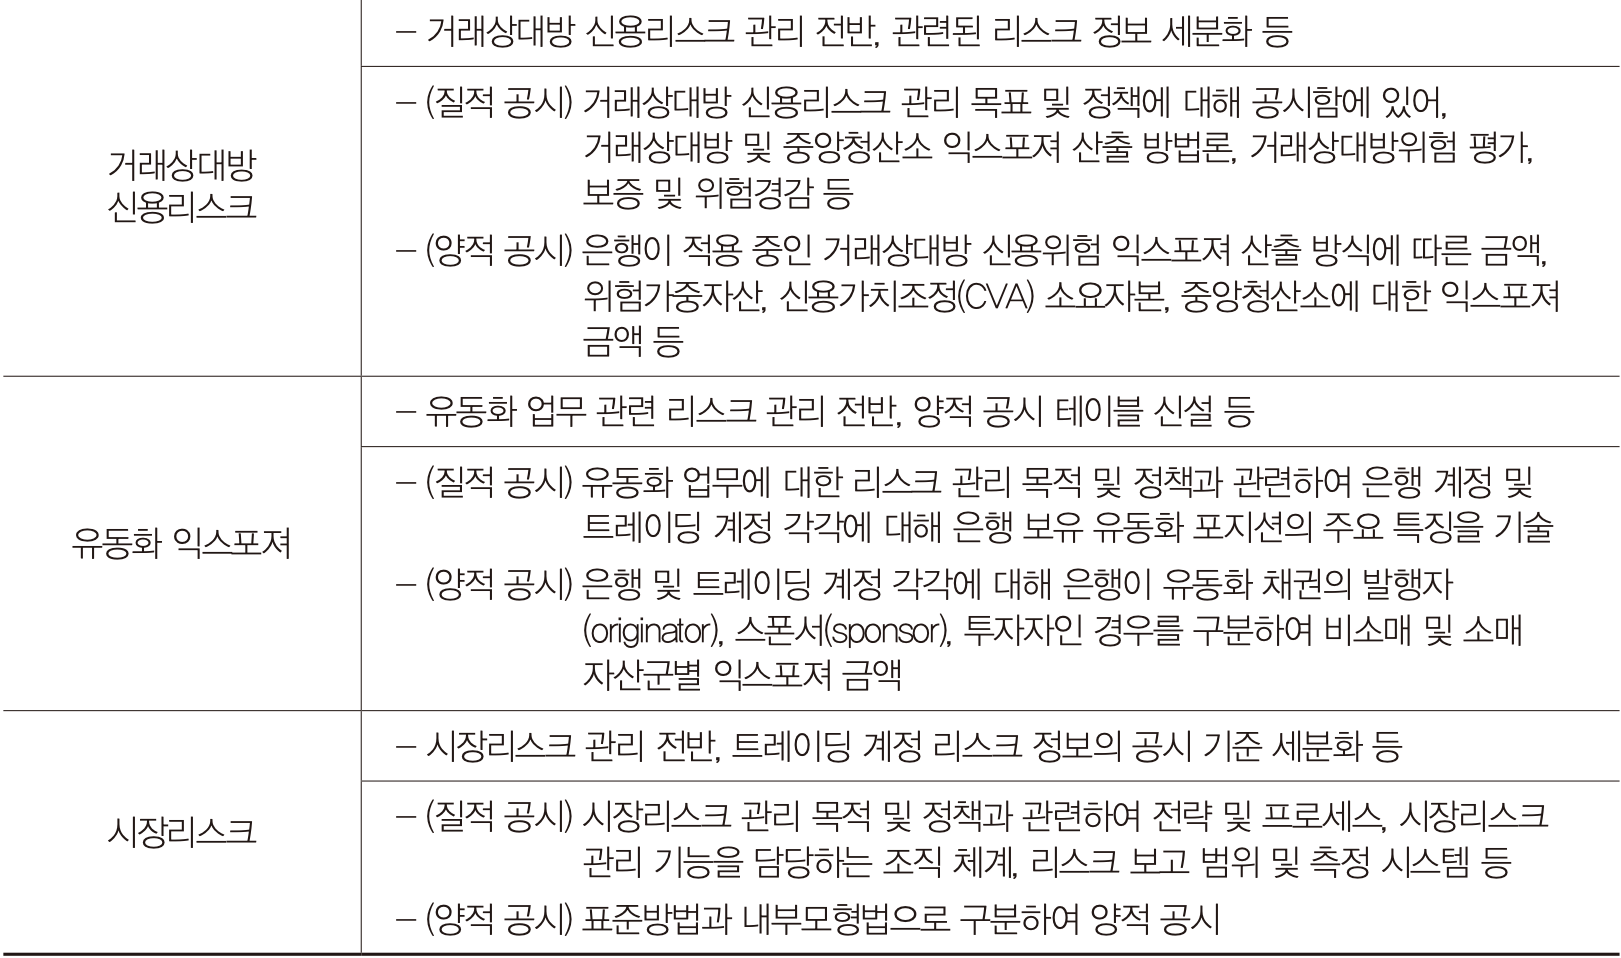 – 거래상대방 신용리스크 관리 전반, 관련된 리스크 정보 세분화 등
거래상대방
신용리스크
– (질적 공시) 거래상대방 신용리스크 관리 목표 및 정책에 대해 공시함에 있어,
거래상대방 및 중앙청산소 익스포져 산출 방법론, 거래상대방위험 평가,
보증 및 위험경감 등
– (양적 공시) 은행이 적용 중인 거래상대방 신용위험 익스포져 산출 방식에 따른 금액,
위험가중자산, 신용가치조정(CVA) 소요자본, 중앙청산소에 대한 익스포져
금액 등
유동화 익스포져
– 유동화 업무 관련 리스크 관리 전반, 양적 공시 테이블 신설 등
– (질적 공시) 유동화 업무에 대한 리스크 관리 목적 및 정책과 관련하여 은행 계정 및
트레이딩 계정 각각에 대해 은행 보유 유동화 포지션의 주요 특징을 기술
– (양적 공시) 은행 및 트레이딩 계정 각각에 대해 은행이 유동화 채권의 발행자
(originator), 스폰서(sponsor), 투자자인 경우를 구분하여 비소매 및 소매
자산군별 익스포져 금액
시장리스크
– 시장리스크 관리 전반, 트레이딩 계정 리스크 정보의 공시 기준 세분화 등
– (질적 공시) 시장리스크 관리 목적 및 정책과 관련하여 전략 및 프로세스, 시장리스크
관리 기능을 담당하는 조직 체계, 리스크 보고 범위 및 측정 시스템 등
– (양적 공시) 표준방법과 내부모형법으로 구분하여 양적 공시